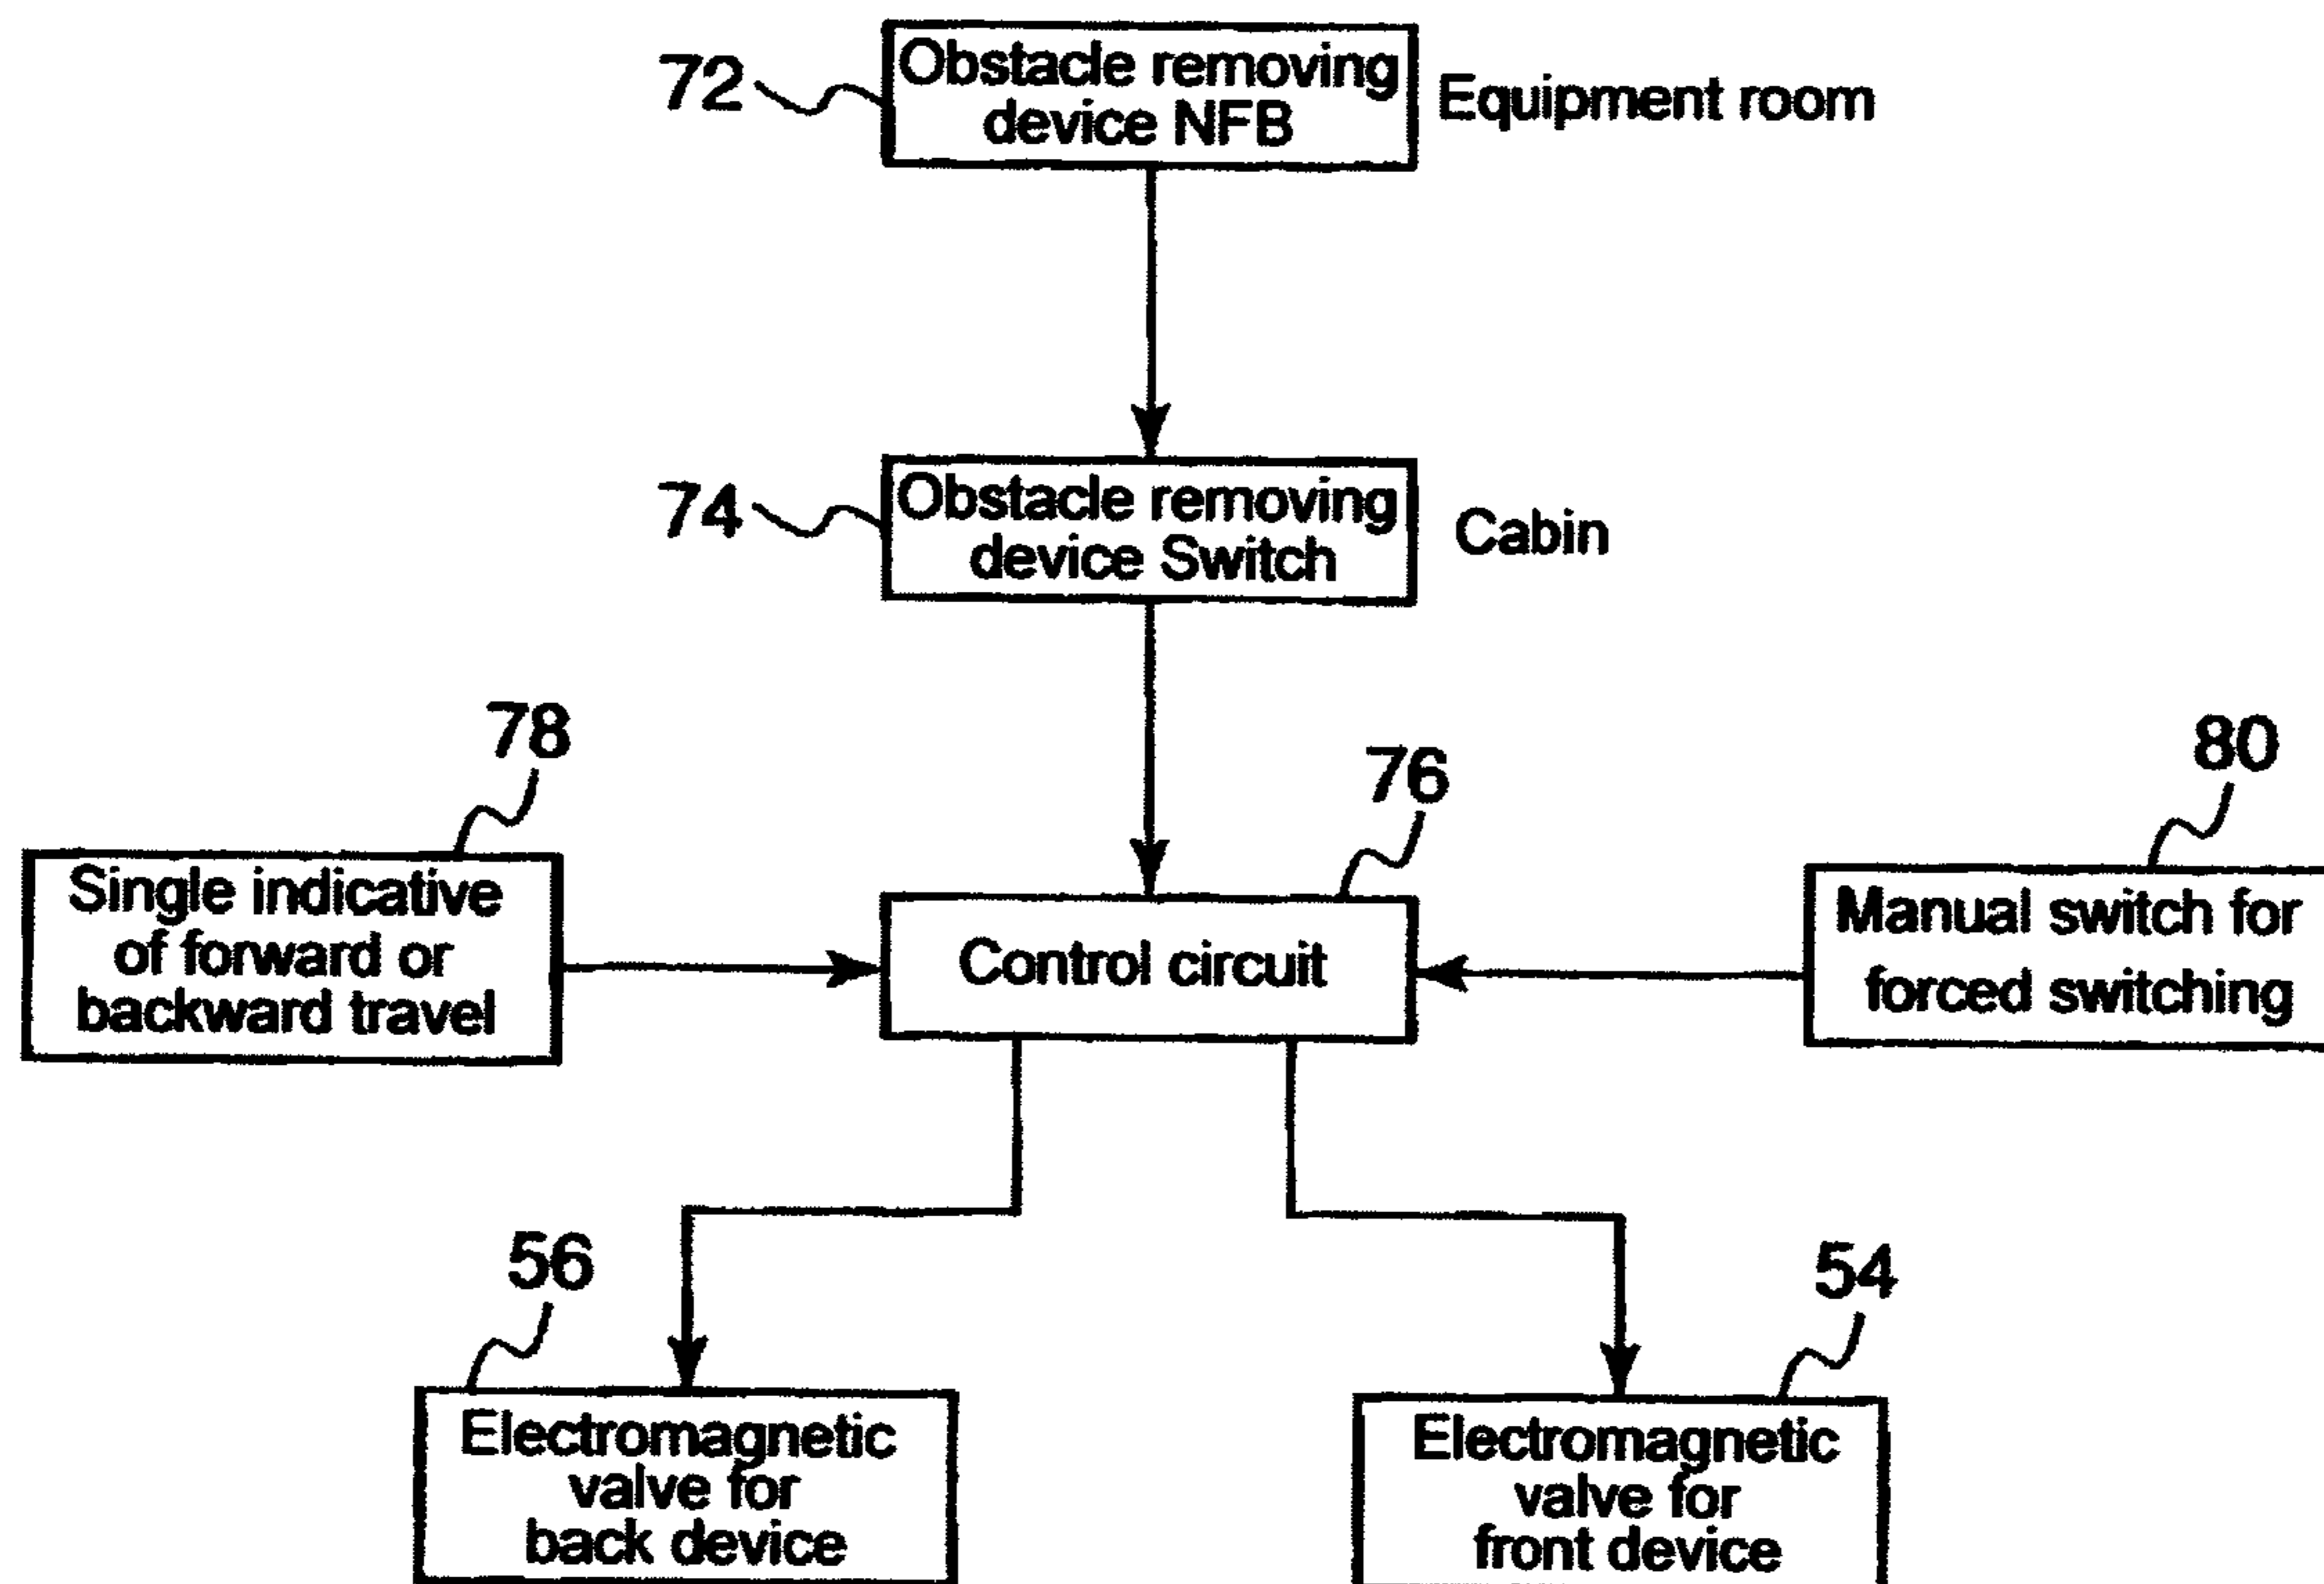 72
Obstacle removing
device NFB
Equipment room
74
Obstacle removing
device Switch
Cabin
78
Single indicative
of forward or
backward travel
76
Control circuit
80
Manual switch for
forced switching
56
Electromagnetic
valve for
back device
54
Electromagnetic
valve for
front device